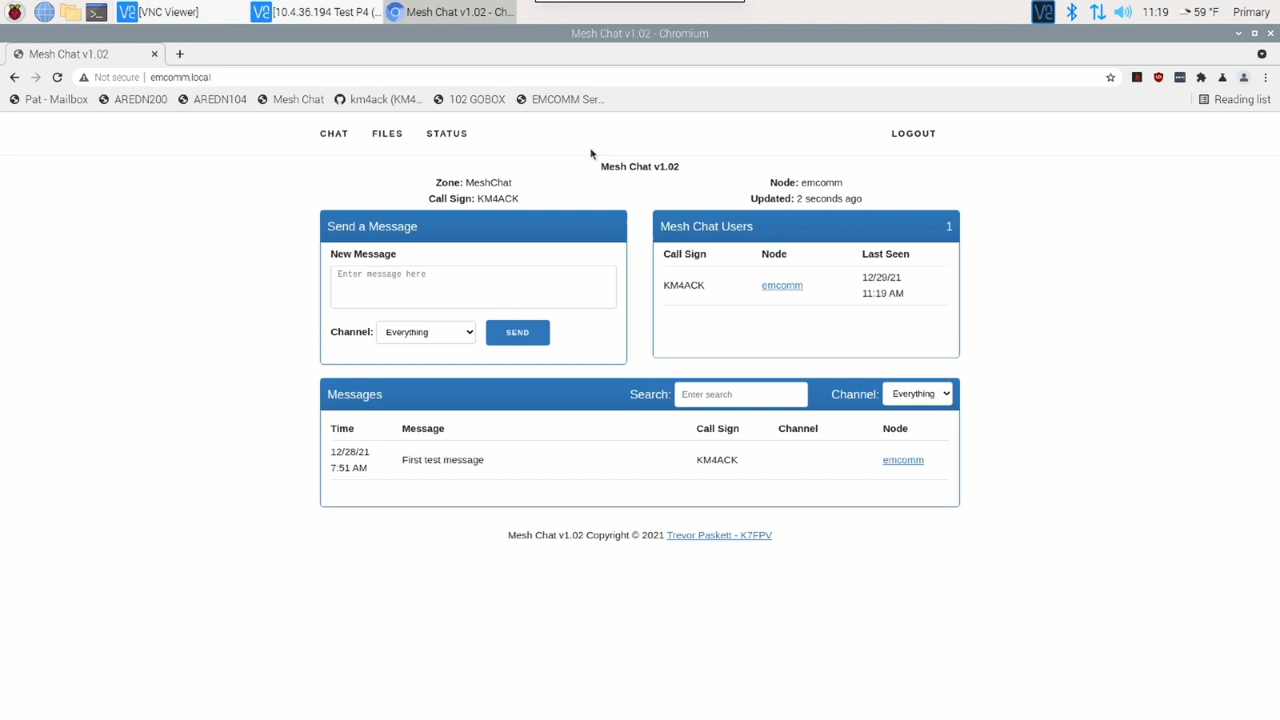 [VNC Viewer]
[10.4.36.194 Test P4 (...
Mesh Chat v1.02 - Ch...
11:19
59 °F
Primary
Mesh Chat v1.02 - Chromium
Mesh Chat v1.02
Not secure | emcomm.local
Pat - Mailbox
AREDN200
AREDN104
Mesh Chat
km4ack (KM4...
102 GOBOX
EMCOMM Ser...
Reading list
CHAT
FILES
STATUS
LOGOUT
Mesh Chat v1.02
Zone: MeshChat
Node: emcomm
Call Sign: KM4ACK
Updated: 2 seconds ago
Send a Message
New Message
Enter message here
Channel: Everything
SEND
Mesh Chat Users 1
Call Sign Node Last Seen
KM4ACK emcomm 12/29/21
11:19 AM
Messages Search: Enter search Channel: Everything
Time Message Call Sign Channel Node
12/28/21
7:51 AM
First test message KM4ACK emcomm
Mesh Chat v1.02 Copyright © 2021 Trevor Paskett - K7FPV